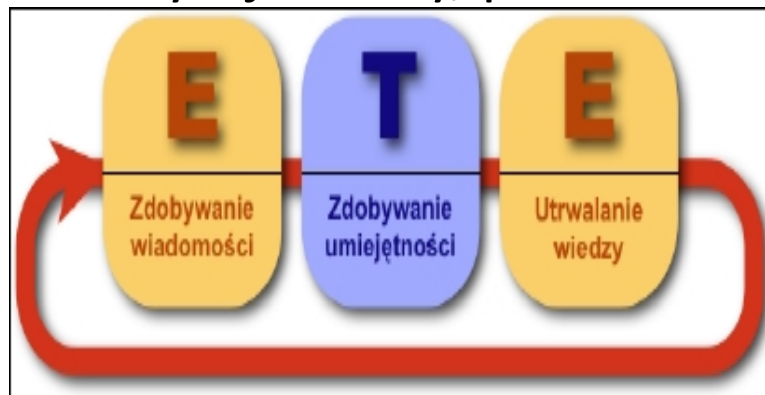 E
Zdobywanie
wiadomości
T
Zdobywanie
umiejętności
E
Utrwalanie
wiedzy